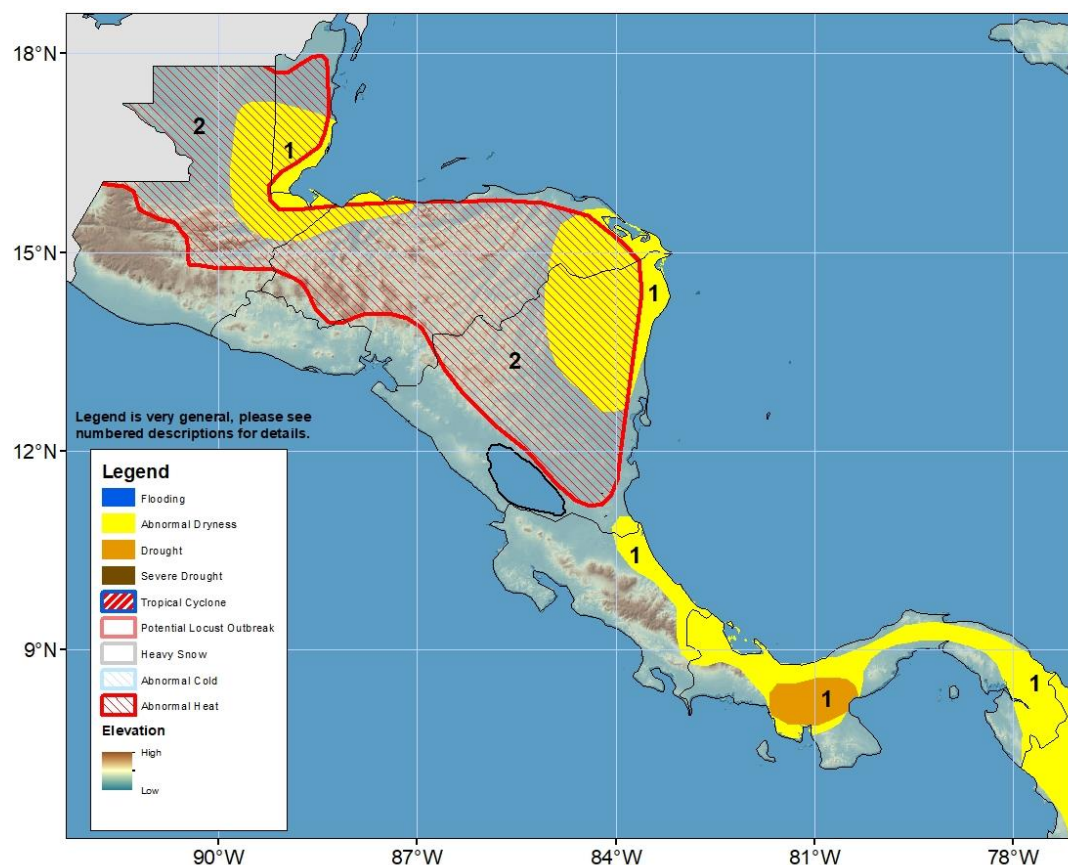 18°N
15°N
12°N
9°N
2
1
1
2
1
1
1
Legend is very general, please see
numbered descriptions for details.
Legend
Flooding
Abnormal Dryness
Drought
Severe Drought
Tropical Cyclone
Potential Locust Outbreak
Heavy Snow
Abnormal Cold
Abnormal Heat
Elevation
High
Low
90°W
87°W
84°W
81°W
78°W